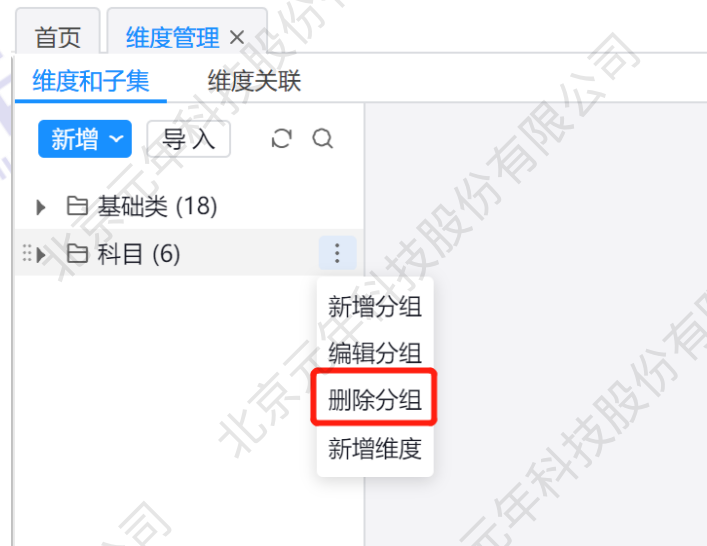 首页 维度管理 ×
维度和子集 维度关联
新增 导入
基础类 (18)
科目 (6)
新增分组
编辑分组
删除分组
新增维度
北京元年科技股份有限公司